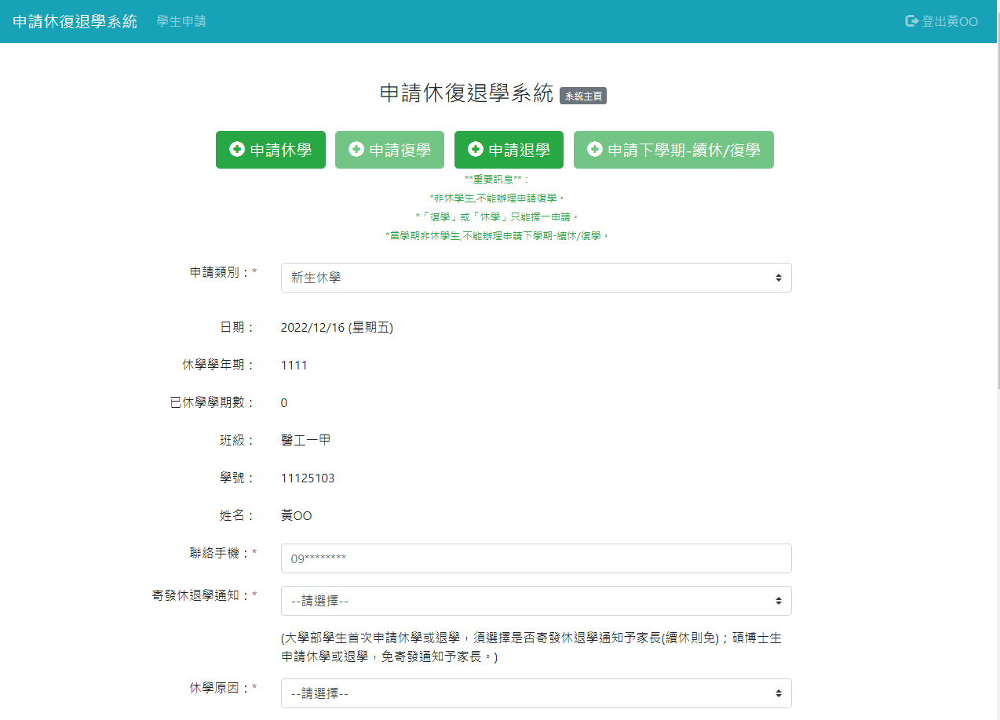 申請休復退學系統 學生申請 登出黃OO
申請休復退學系統 系統主頁
申請休學 申請復學 申請退學 申請下學期-續休/復學
**重要訊息**：
*非休學生,不能辦理申請復學。
*「復學」或「休學」只能擇一申請。
*當學期非休學生,不能辦理申請下學期-續休/復學。
申請類別：* 新生休學
日期： 2022/12/16 (星期五)
休學學年期： 1111
已休學學期數： 0
班級： 醫工一甲
學號： 11125103
姓名： 黃OO
聯絡手機：* 09********
寄發休退學通知：* --請選擇--
(大學部學生首次申請休學或退學，須選擇是否寄發休退學通知予家長(續休則免)；碩博士生
申請休學或退學，免寄發通知予家長。)
休學原因：* --請選擇--